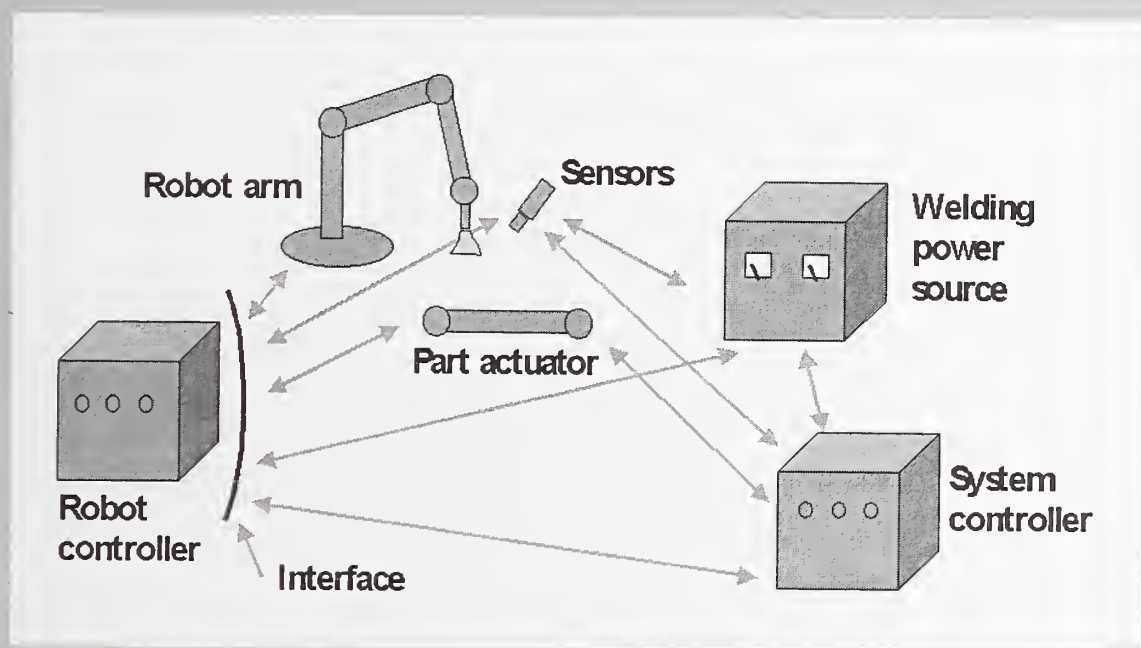 Robot arm
Sensors
Welding
power
source
Part actuator
Robot
controller
Interface
System
controller